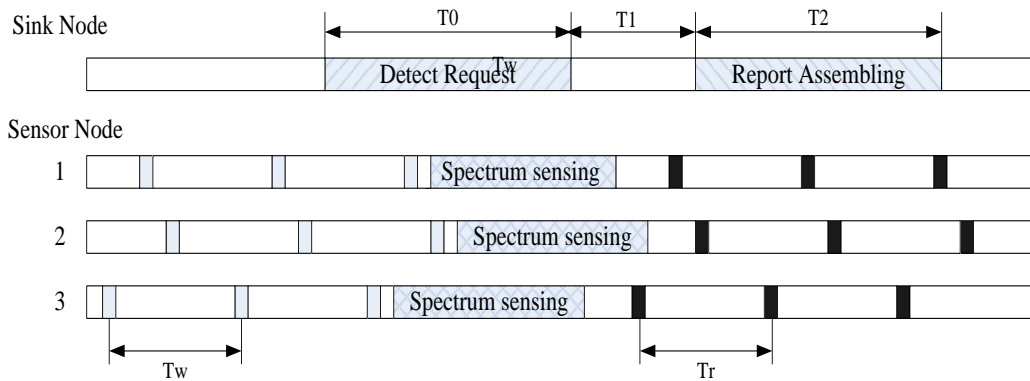 T0 T1 T2
Sink Node
Tw
Detect Request Report Assembling
Sensor Node
1 Spectrum sensing
2 Spectrum sensing
3 Spectrum sensing
Tw Tr